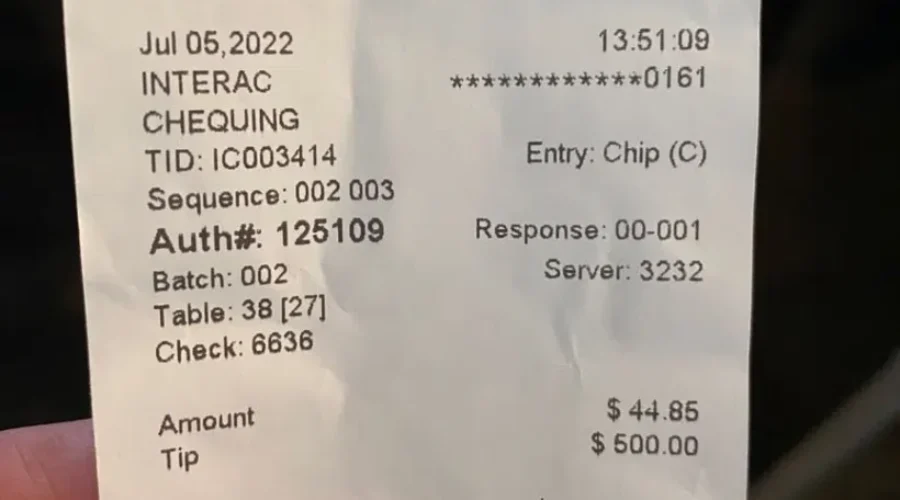 Jul 05,2022 13:51:09
INTERAC ************0161
CHEQUING
TID: IC003414 Entry: Chip (C)
Sequence: 002 003
Auth#: 125109 Response: 00-001
Batch: 002 Server: 3232
Table: 38 [27]
Check: 6636
Amount $ 44.85
Tip $ 500.00